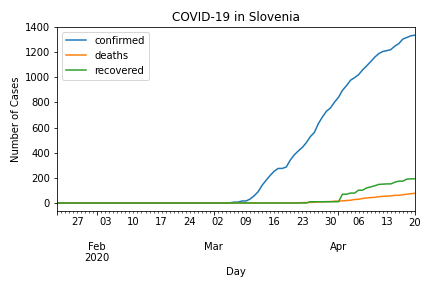 COVID-19 in Slovenia
confirmed
deaths
recovered
Number of Cases
1400
1200
1000
800
600
400
200
0
27 03 10 17 24 02 09 16 23 30 06 13 20
Feb Mar Apr
2020
Day